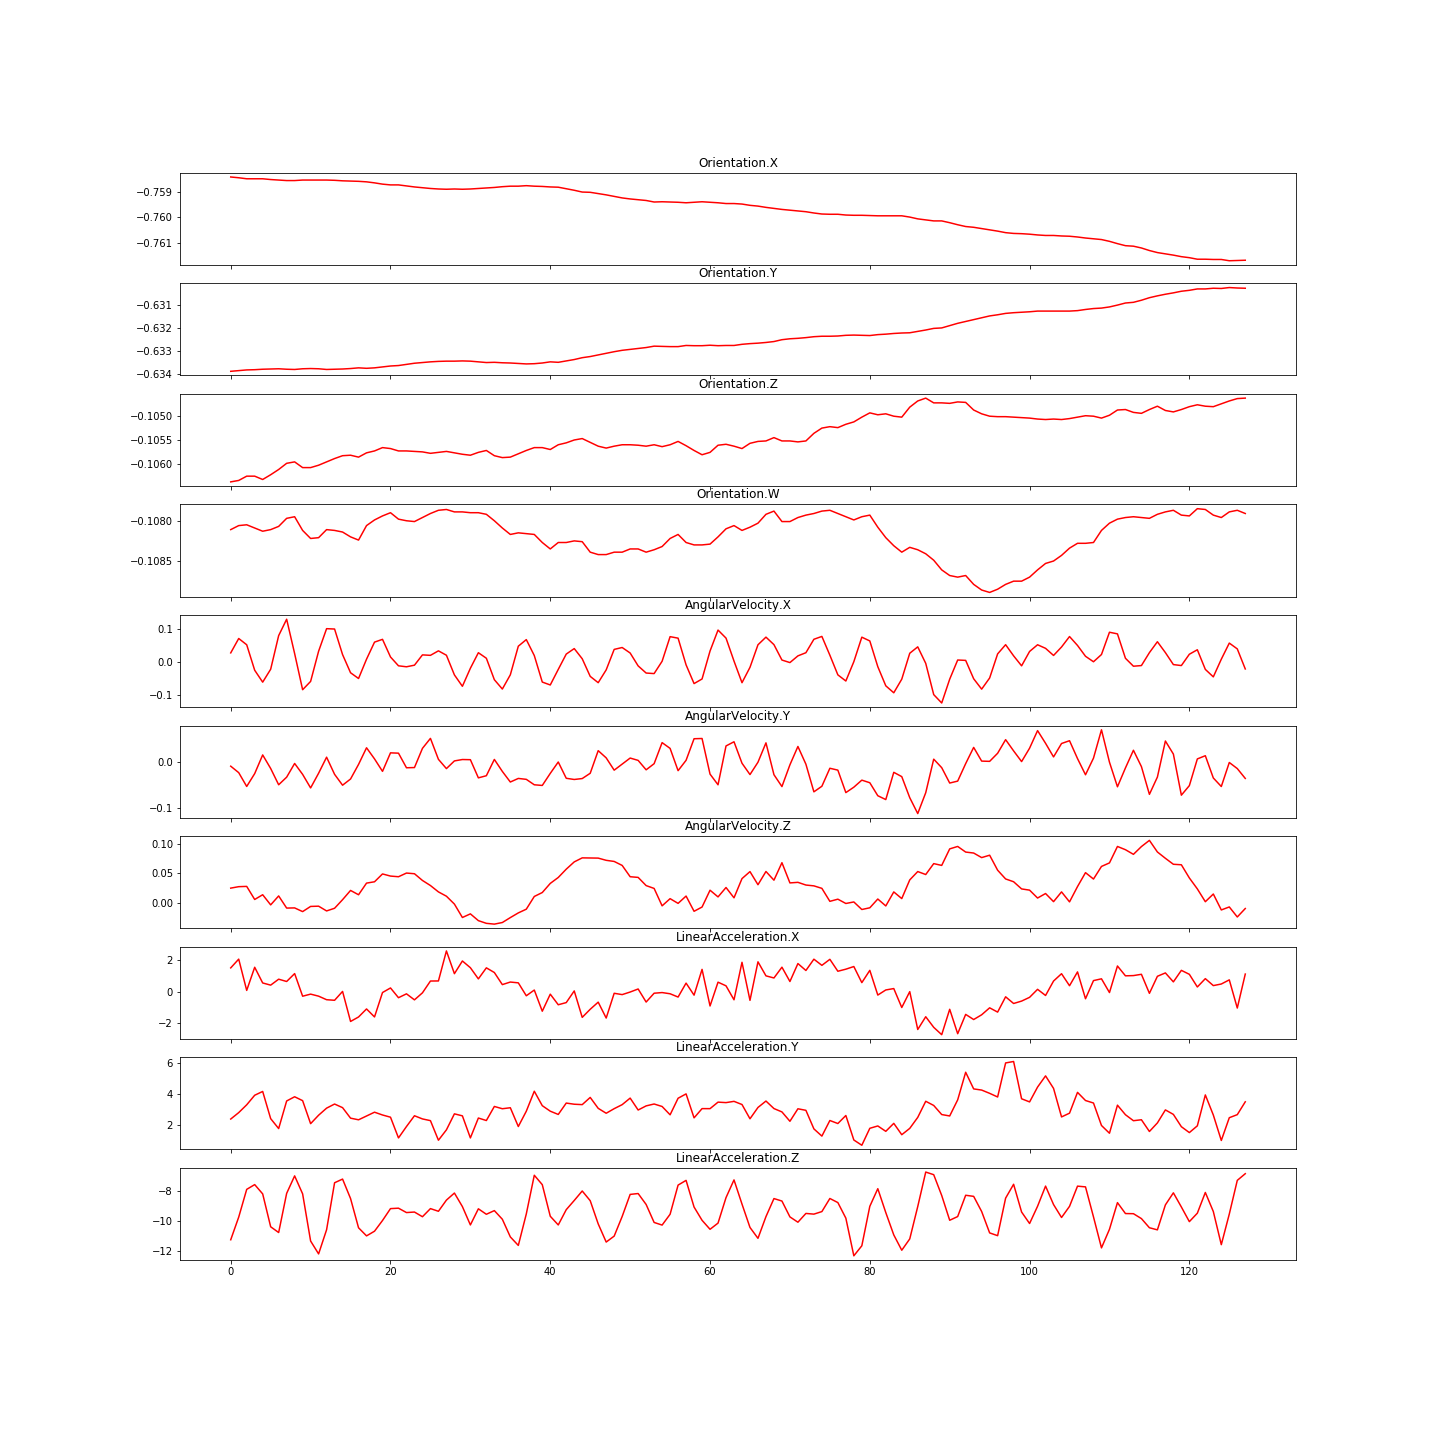 Orientation.X
−0.759
−0.760
−0.761
Orientation.Y
−0.631
−0.632
−0.633
−0.634
Orientation.Z
−0.1050
−0.1055
−0.1060
Orientation.W
−0.1080
−0.1085
AngularVelocity.X
0.1
0.0
−0.1
AngularVelocity.Y
0.0
−0.1
AngularVelocity.Z
0.10
0.05
0.00
LinearAcceleration.X
2
0
−2
LinearAcceleration.Y
6
4
2
LinearAcceleration.Z
−8
−10
−12
0 20 40 60 80 100 120